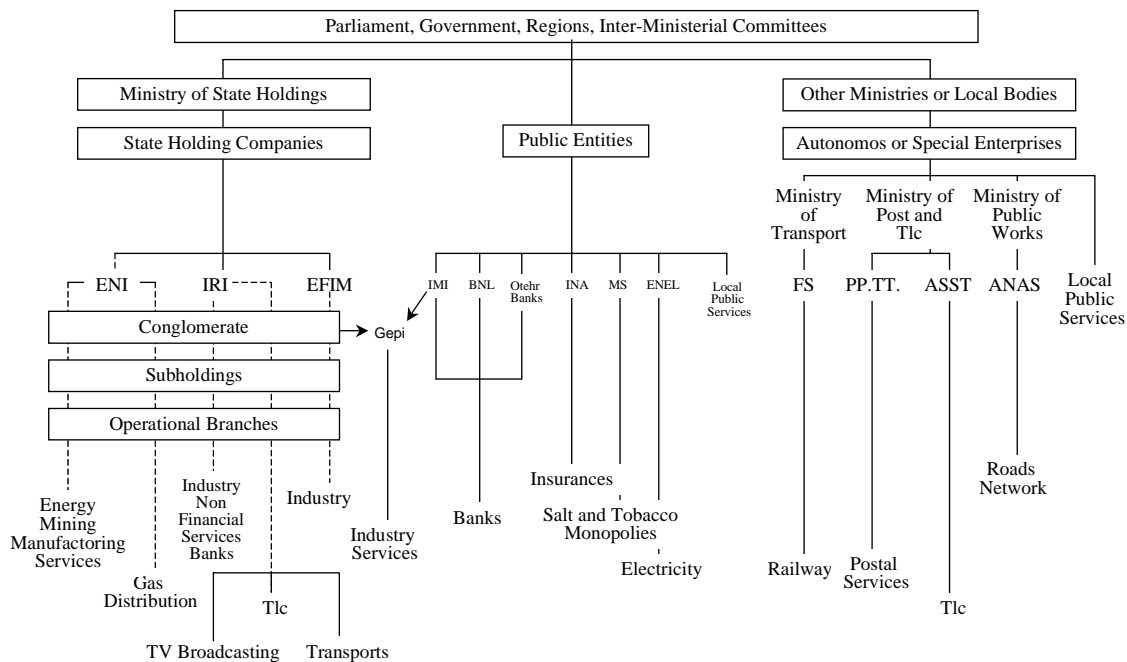 Parliament, Government, Regions, Inter-Ministerial Committees
Ministry of State Holdings
Other Ministries or Local Bodies
State Holding Companies
Public Entities
Autonomos or Special Enterprises
Ministry
of
Transport
Ministry of
Post and
Tlc
Ministry of
Public
Works
ENI
IRI
EFIM
IMI
BNL
Otehr
Banks
INA
MS
ENEL
Local
Public
Services
FS
PP.TT.
ASST
ANAS
Local
Public
Services
Conglomerate
Gepi
Subholdings
Operational Branches
Energy
Mining
Manufactoring
Services
Gas
Distribution
Industry
Non
Financial
Services
Banks
Industry
Industry
Services
Banks
Insurances
Salt and Tobacco
Monopolies
Electricity
Railway
Postal
Services
Roads
Network
Tlc
Tlc
TV Broadcasting
Transports